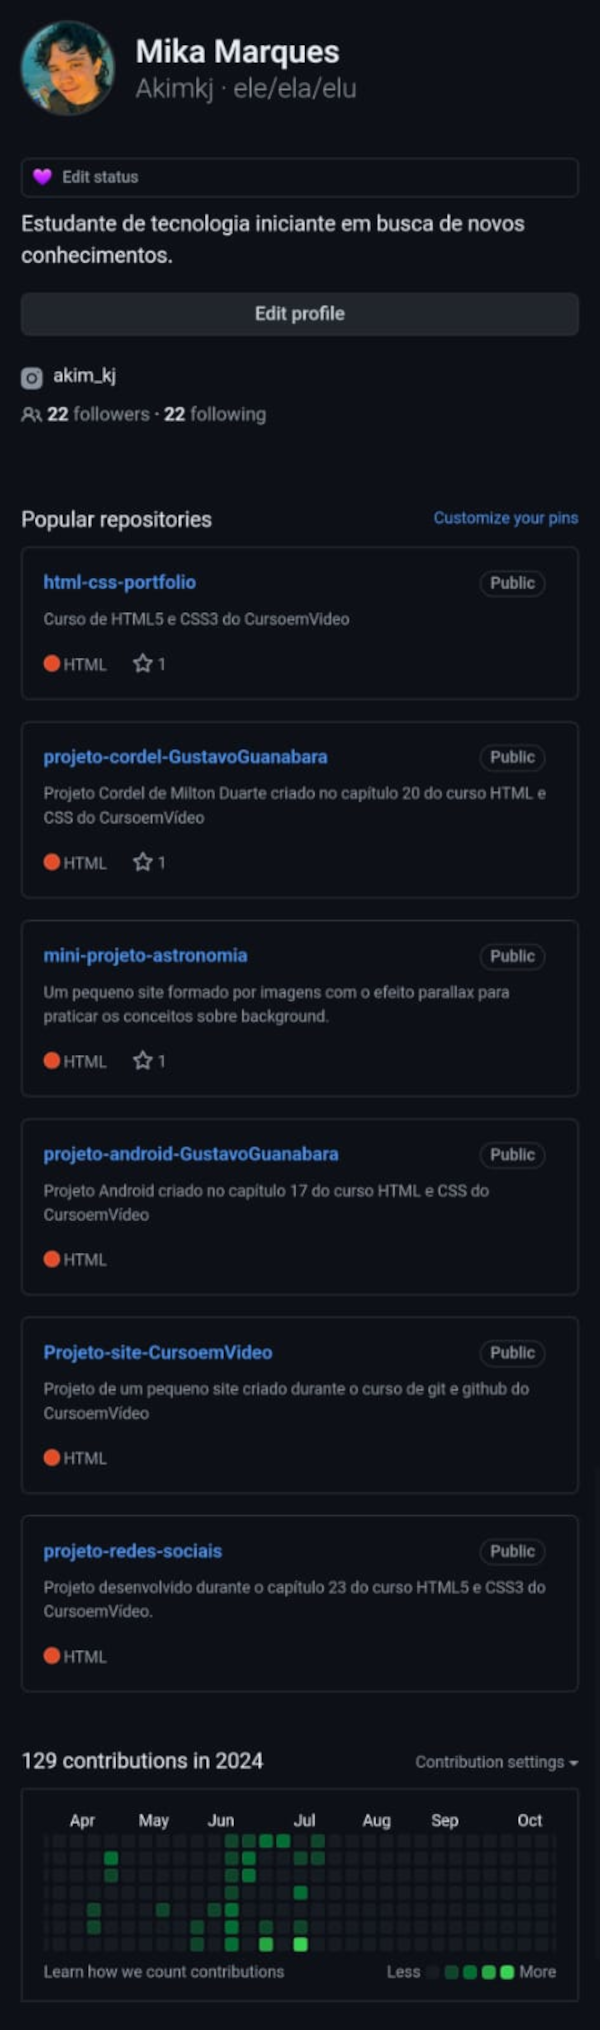 Mika Marques
Akimkj · ele/ela/elu
Edit status
Estudante de tecnologia iniciante em busca de novos
conhecimentos.
Edit profile
akim_kj
22 followers · 22 following
Popular repositories
Customize your pins
html-css-portfolio
Public
Curso de HTML5 e CSS3 do CursoemVideo
HTML 1
projeto-cordel-GustavoGuanabara
Public
Projeto Cordel de Milton Duarte criado no capítulo 20 do curso HTML e
CSS do CursoemVídeo
HTML 1
mini-projeto-astronomia
Public
Um pequeno site formado por imagens com o efeito parallax para
praticar os conceitos sobre background.
HTML 1
projeto-android-GustavoGuanabara
Public
Projeto Android criado no capítulo 17 do curso HTML e CSS do
CursoemVídeo
HTML
Projeto-site-CursoemVideo
Public
Projeto de um pequeno site criado durante o curso de git e github do
CursoemVídeo
HTML
projeto-redes-sociais
Public
Projeto desenvolvido durante o capítulo 23 do curso HTML5 e CSS3 do
CursoemVídeo.
HTML
129 contributions in 2024
Contribution settings
Apr May Jun Jul Aug Sep Oct
Learn how we count contributions
Less More